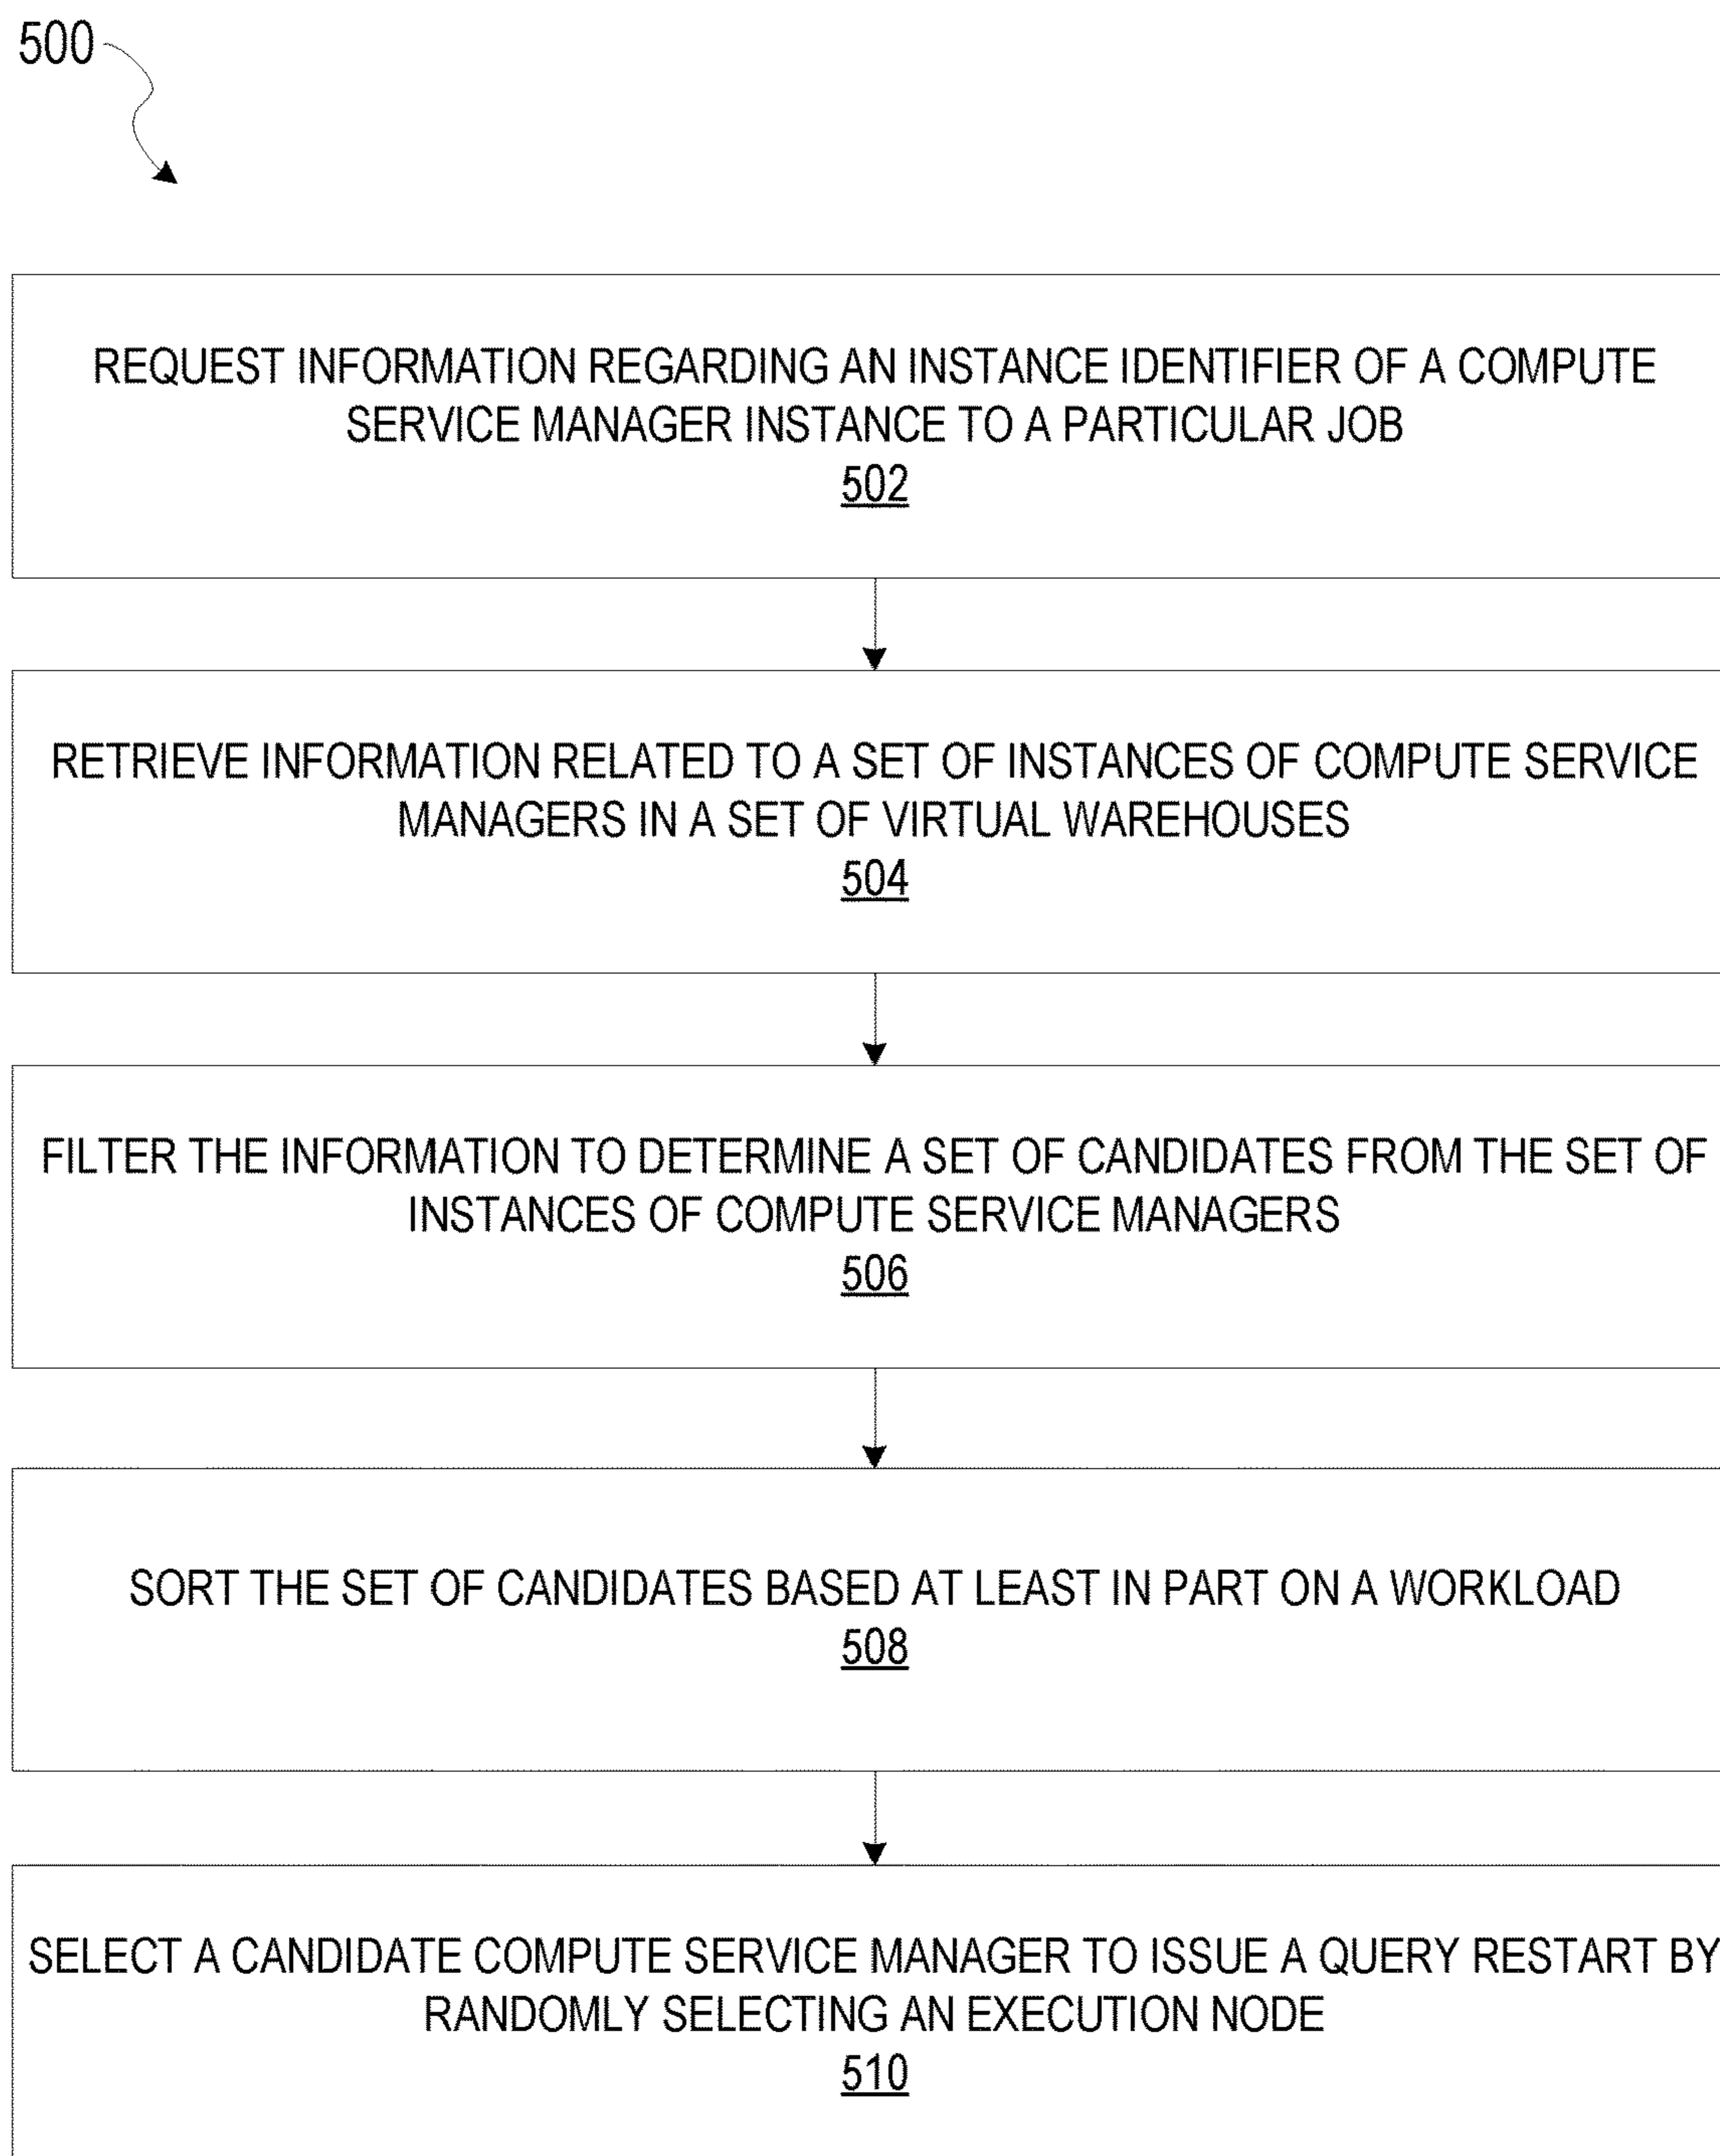 500
REQUEST INFORMATION REGARDING AN INSTANCE IDENTIFIER OF A COMPUTE
SERVICE MANAGER INSTANCE TO A PARTICULAR JOB
502
RETRIEVE INFORMATION RELATED TO A SET OF INSTANCES OF COMPUTE SERVICE
MANAGERS IN A SET OF VIRTUAL WAREHOUSES
504
FILTER THE INFORMATION TO DETERMINE A SET OF CANDIDATES FROM THE SET OF
INSTANCES OF COMPUTE SERVICE MANAGERS
506
SORT THE SET OF CANDIDATES BASED AT LEAST IN PART ON A WORKLOAD
508
SELECT A CANDIDATE COMPUTE SERVICE MANAGER TO ISSUE A QUERY RESTART BY
RANDOMLY SELECTING AN EXECUTION NODE
510